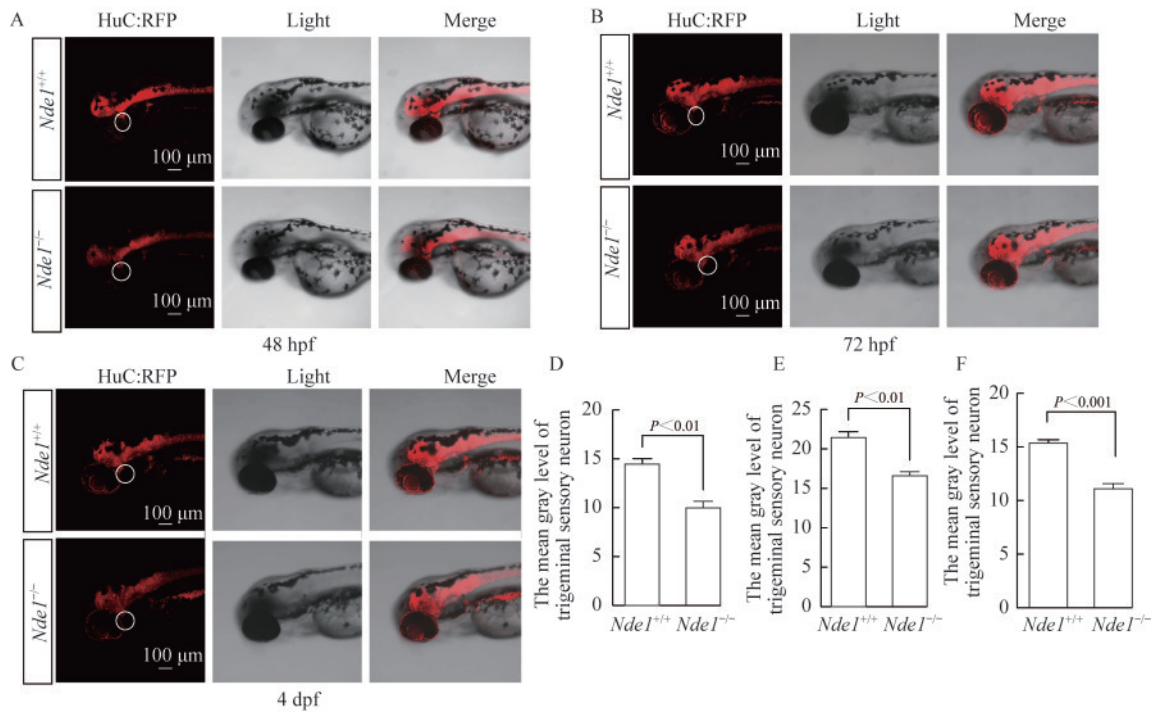 A
HuC:RFP Light Merge
Nde1+/+
100 μm
Nde1−/−
100 μm
48 hpf
B
HuC:RFP Light Merge
Nde1+/+
100 μm
Nde1−/−
100 μm
72 hpf
C
HuC:RFP Light Merge
Nde1+/+
100 μm
Nde1−/−
100 μm
4 dpf
D
The mean gray level of
trigeminal sensory neuron
20
15
10
5
0
P<0.01
Nde1+/+ Nde1−/−
E
The mean gray level of
trigeminal sensory neuron
25
20
15
10
5
0
P<0.01
Nde1+/+ Nde1−/−
F
The mean gray level of
trigeminal sensory neuron
20
15
10
5
0
P<0.001
Nde1+/+ Nde1−/−